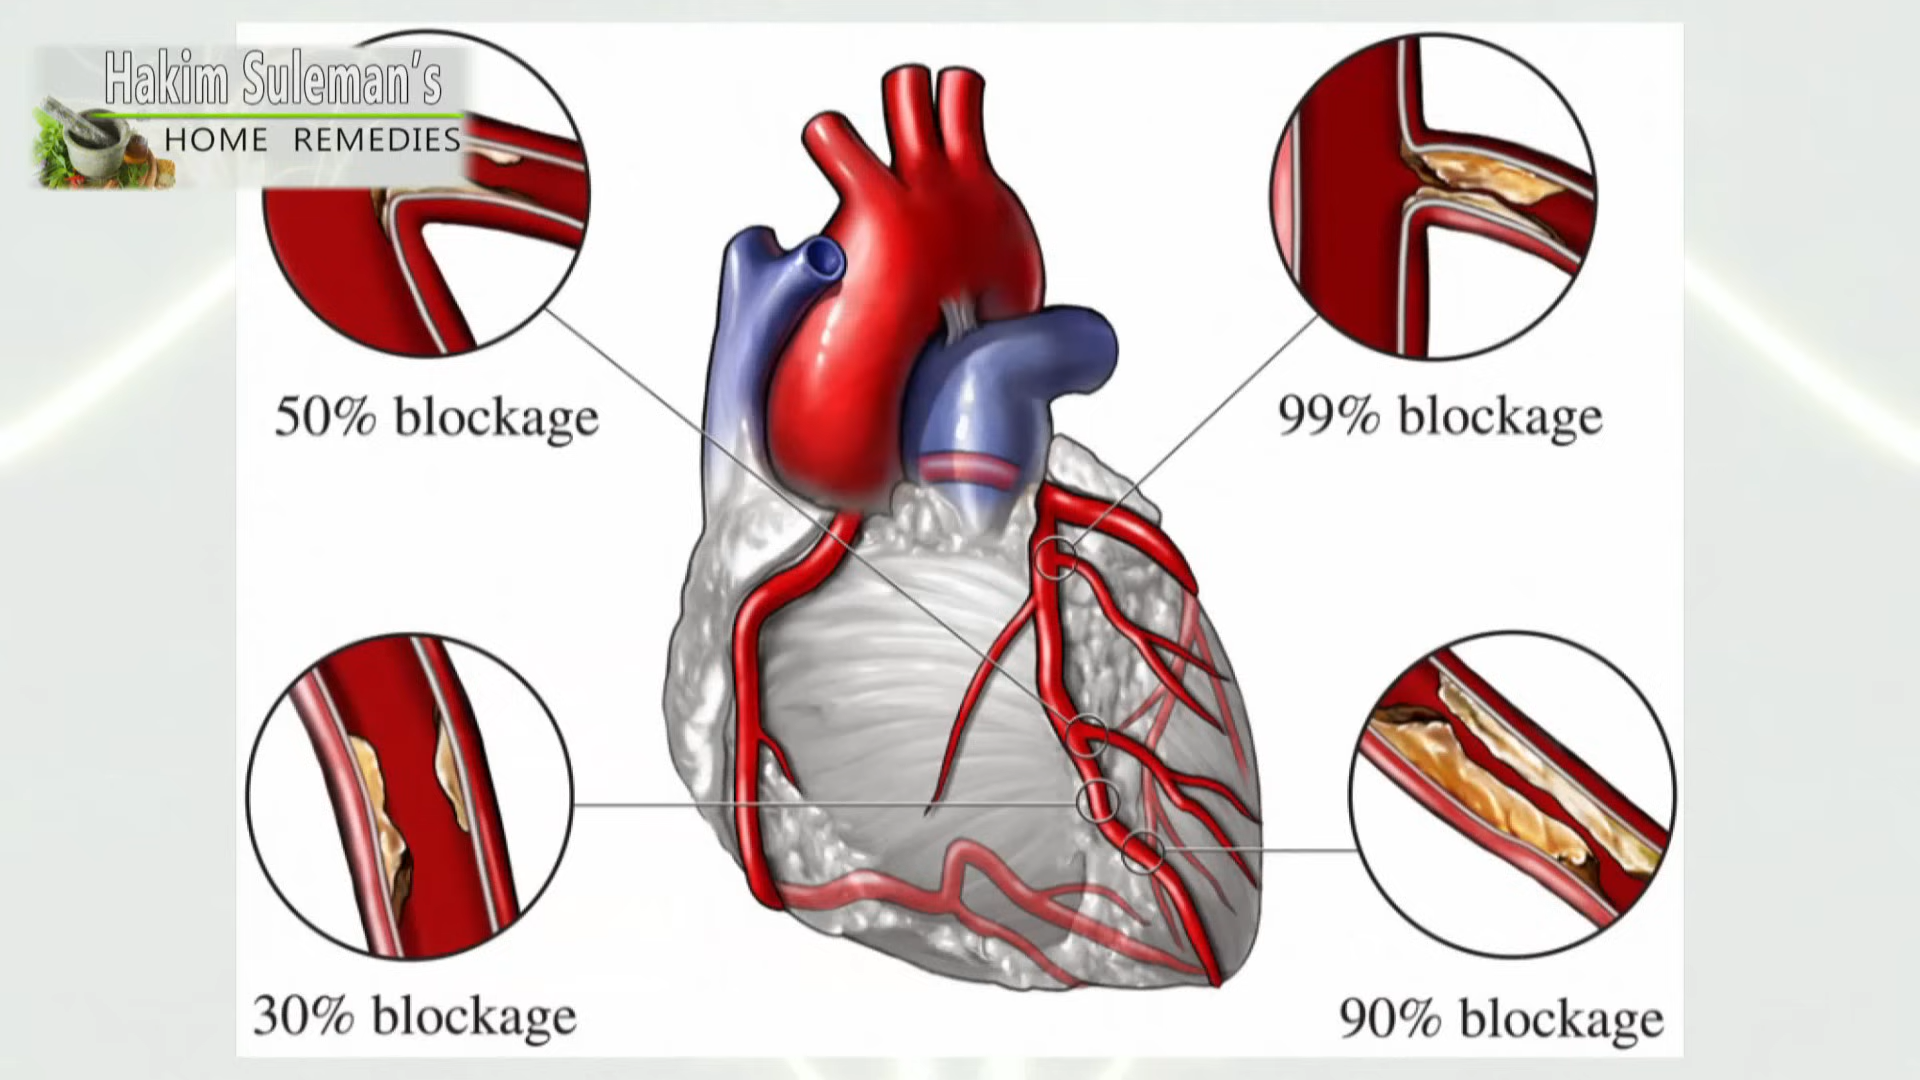 Hakim Suleman's
HOME REMEDIES
50% blockage
99% blockage
30% blockage
90% blockage